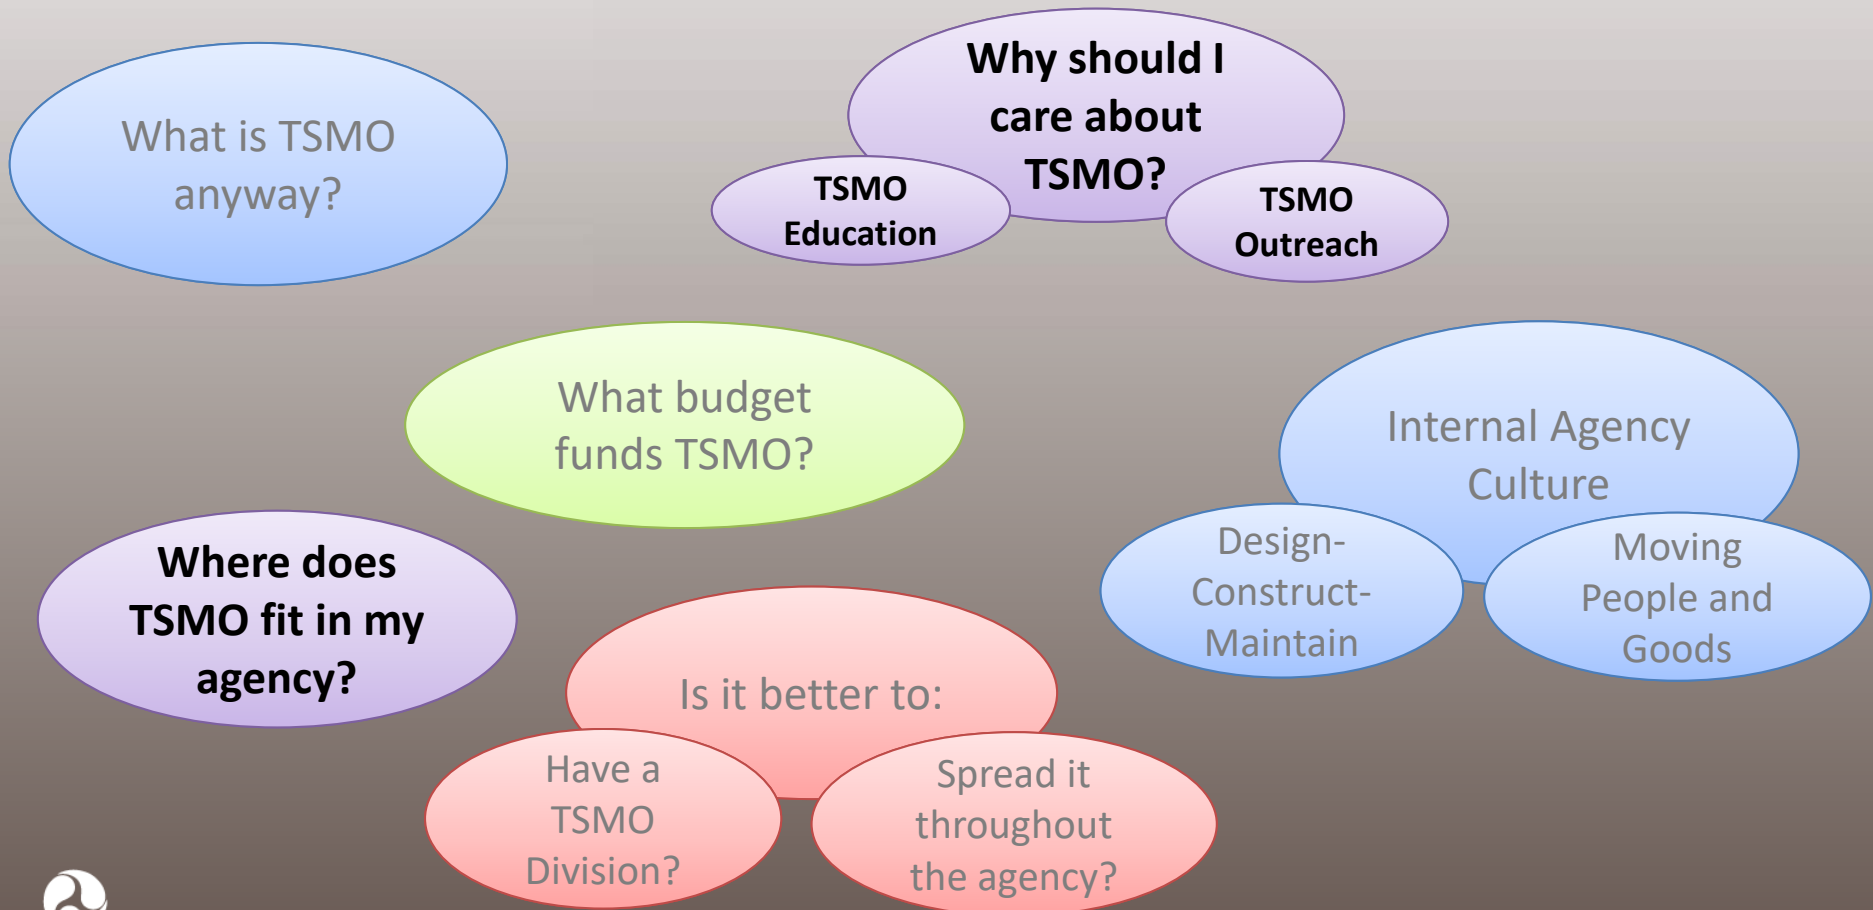 What is TSMO
anyway?
Why should I
care about
TSMO?
TSMO
Education
TSMO
Outreach
What budget
funds TSMO?
Internal Agency
Culture
Design-
Construct-
Maintain
Moving
People and
Goods
Where does
TSMO fit in my
agency?
Is it better to:
Have a
TSMO
Division?
Spread it
throughout
the agency?